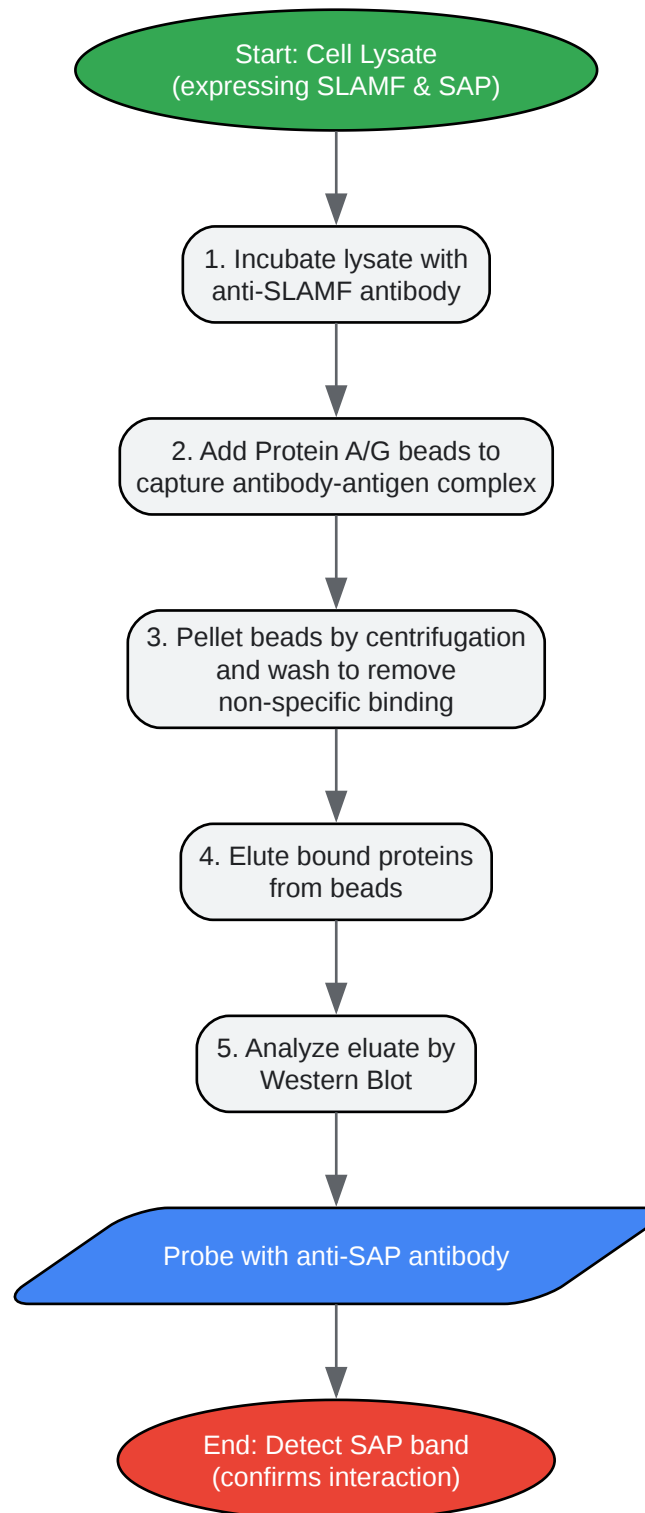 Start: Cell Lysate
(expressing SLAMF & SAP)
1. Incubate lysate with
anti-SLAMF antibody
2. Add Protein A/G beads to
capture antibody-antigen complex
3. Pellet beads by centrifugation
and wash to remove
non-specific binding
4. Elute bound proteins
from beads
5. Analyze eluate by
Western Blot
Probe with anti-SAP antibody
End: Detect SAP band
(confirms interaction)